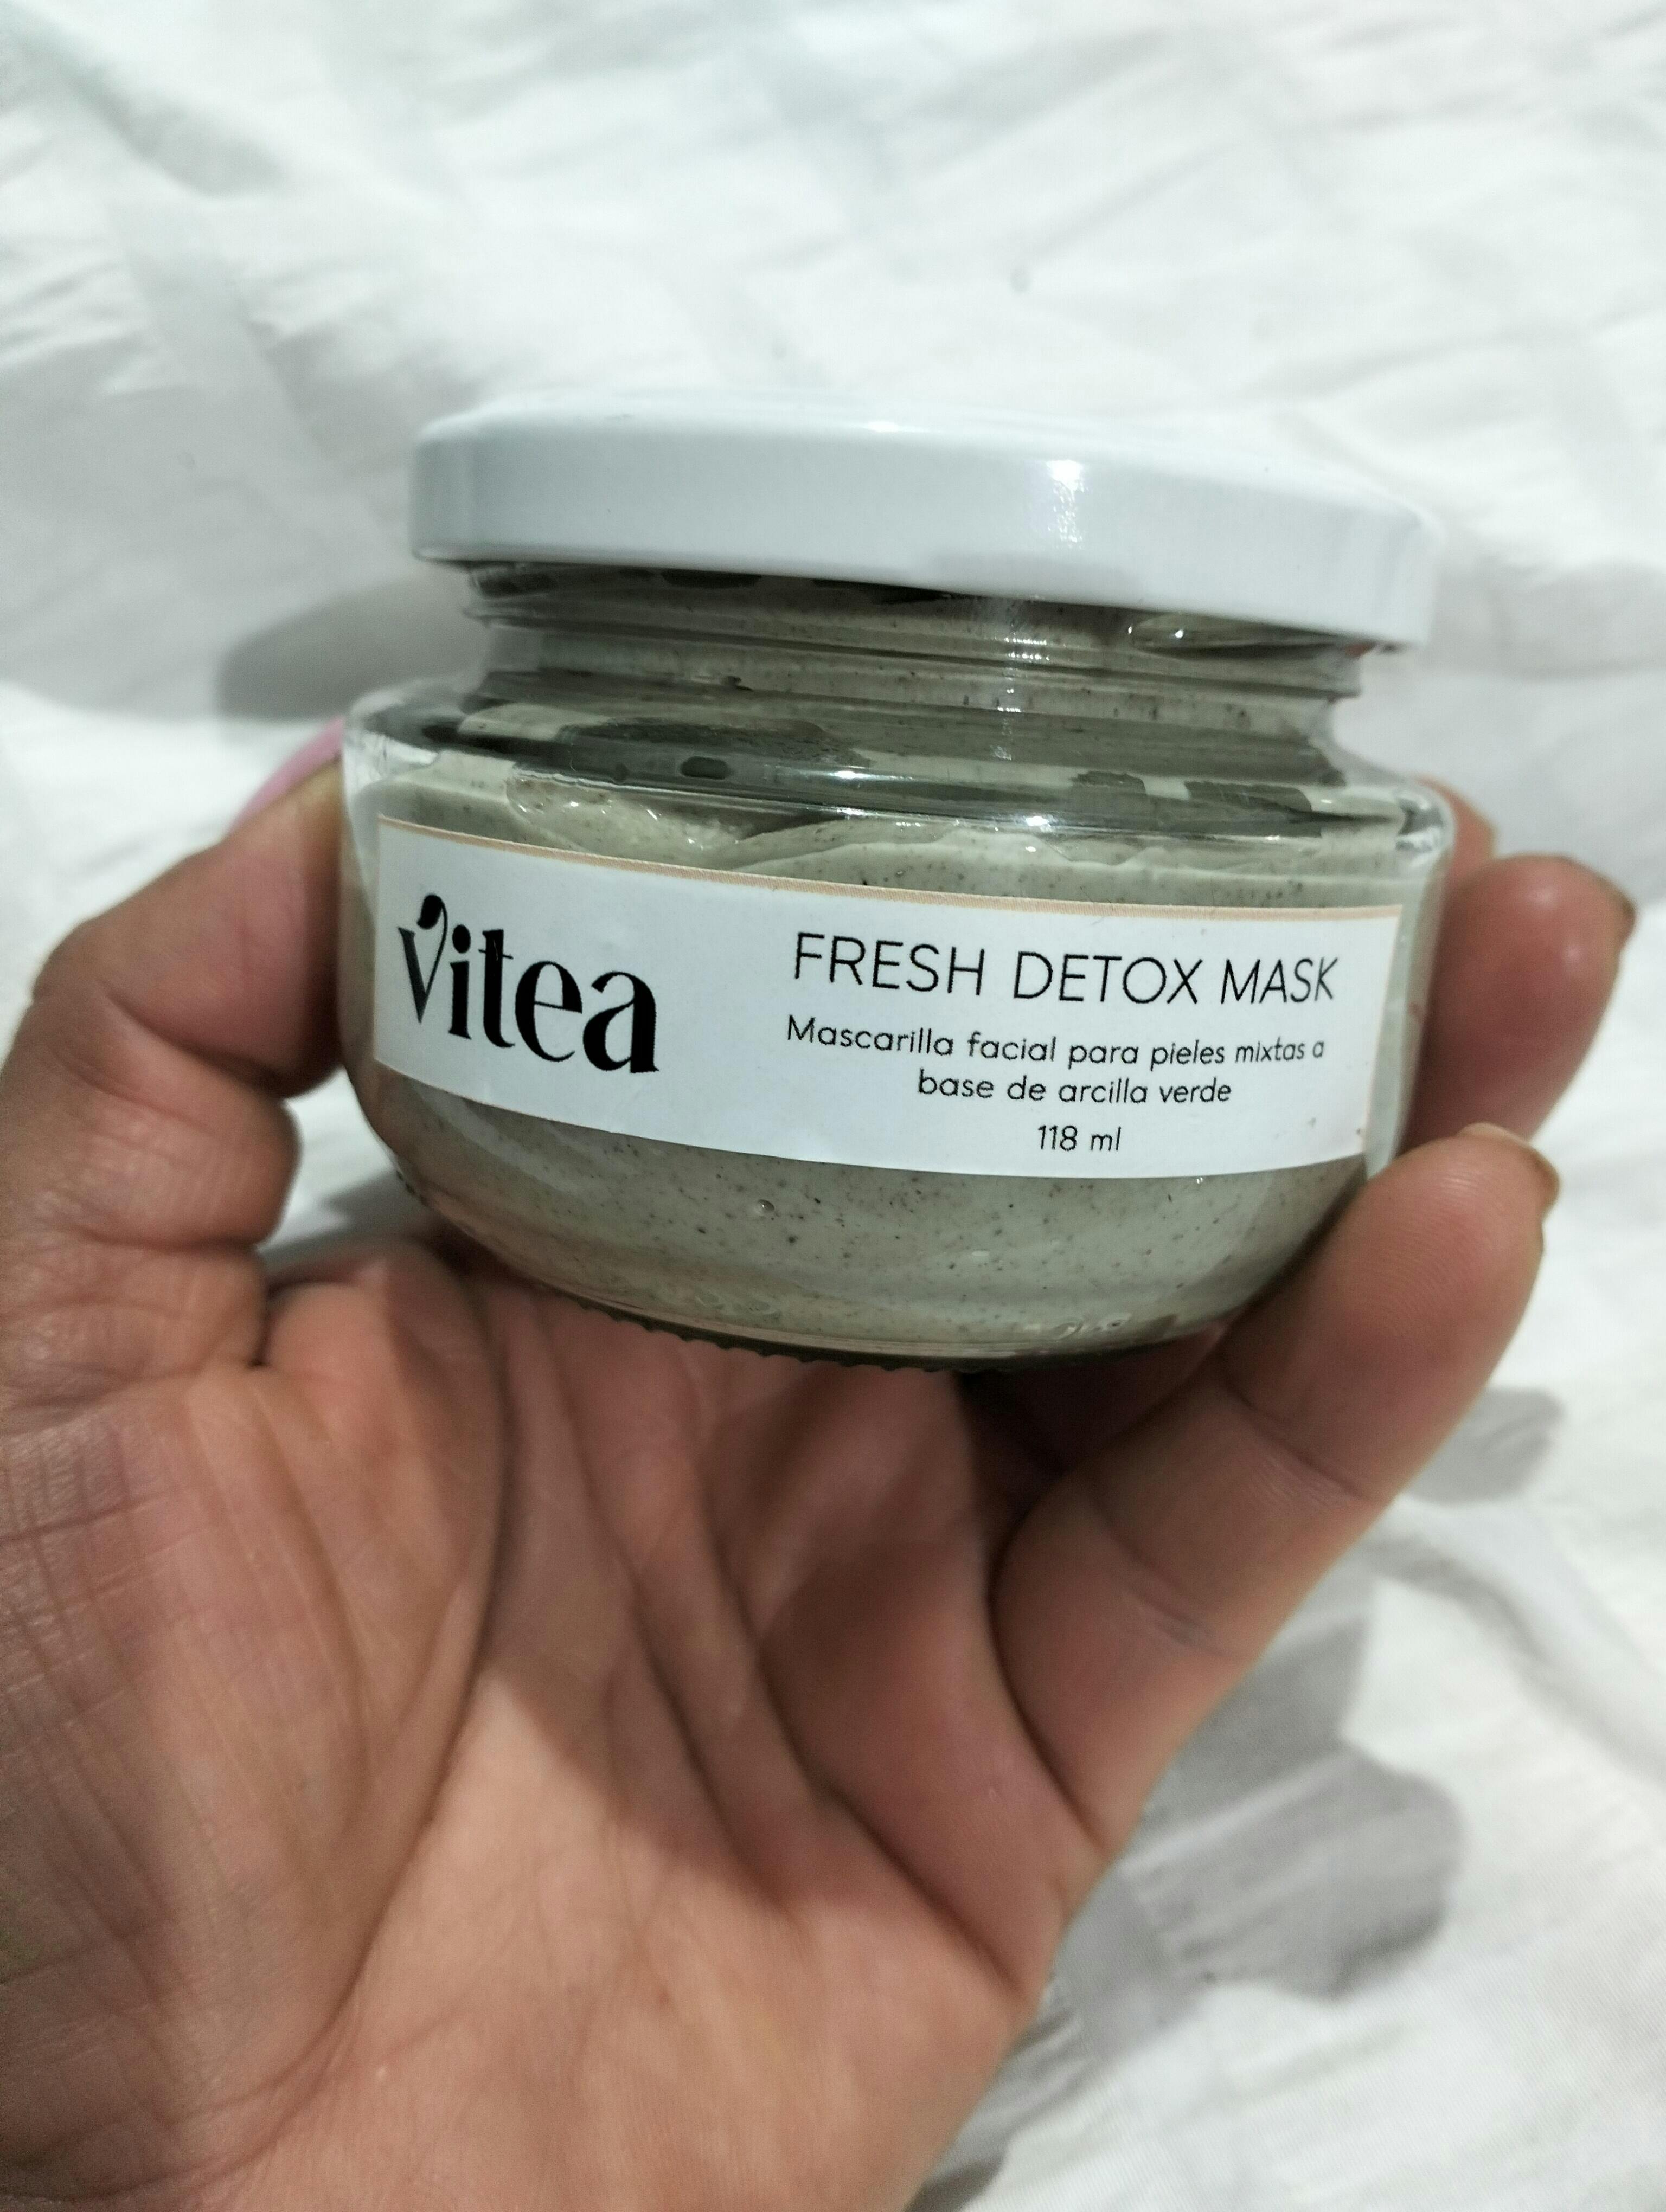 vitea
FRESH DETOX MASK
Mascarilla facial para pieles mixtas a
base de arcilla verde
118 ml